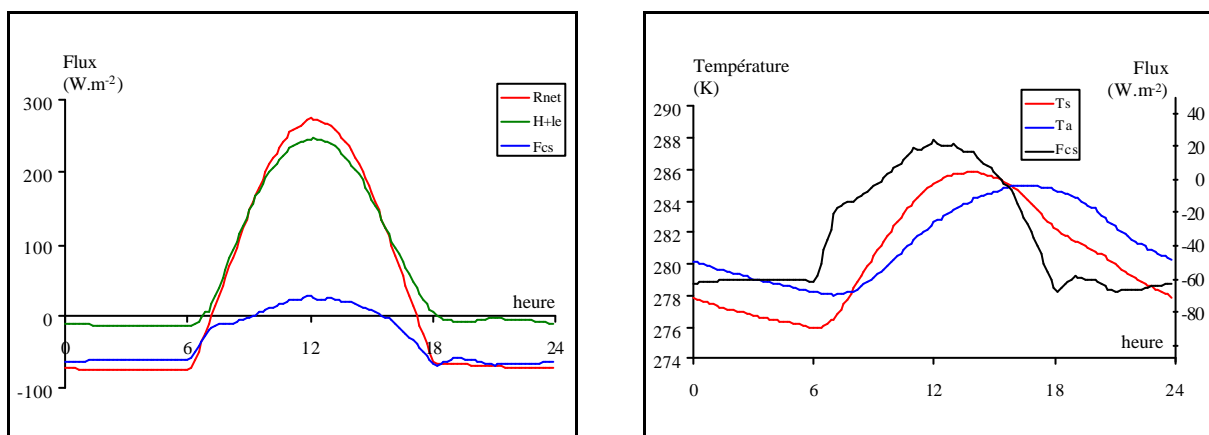 Flux
(W.m-2)
300
200
100
0
-100
Rnet
H+le
Fcs
heure
0 6 12 18 24
Température
(K)
Flux
(W.m-2)
290
288
286
284
282
280
278
276
274
Ts
Ta
Fcs
40
20
0
-20
-40
-60
-80
heure
0 6 12 18 24